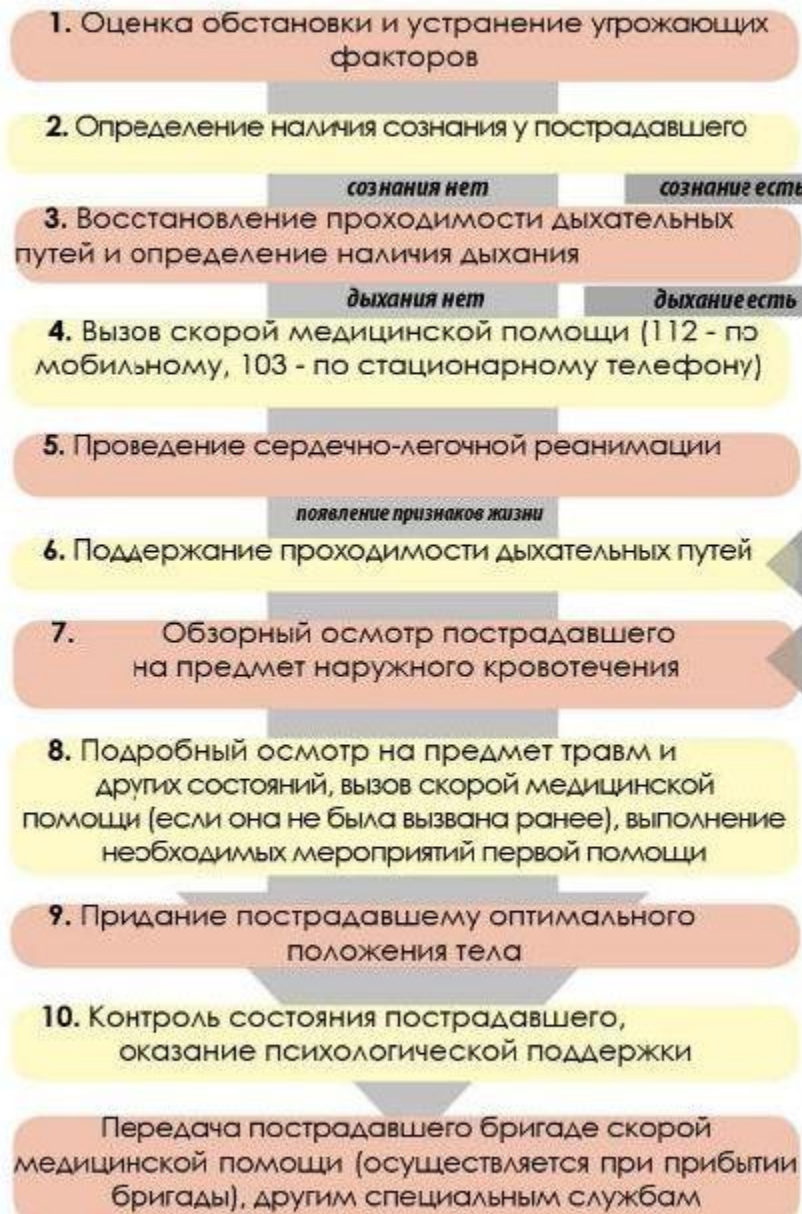 1. Оценка обстановки и устранение угрожающих
факторов
2. Определение наличия сознания у пострадавшего
сознания нет
сознание есть
3. Восстановление проходимости дыхательных
путей и определение наличия дыхания
дыхания нет
дыхание есть
4. Вызов скорой медицинской помощи (112 - по
мобильному, 103 - по стационарному телефону)
5. Проведение сердечно-легочной реанимации
появление признаков жизни
6. Поддержание проходимости дыхательных путей
7. Обзорный осмотр пострадавшего
на предмет наружного кровотечения
8. Подробный осмотр на предмет травм и
других состояний, вызов скорой медицинской
помощи (если она не была вызвана ранее), выполнение
необходимых мероприятий первой помощи
9. Придание пострадавшему оптимального
положения тела
10. Контроль состояния пострадавшего,
оказание психологической поддержки
Передача пострадавшего бригаде скорой
медицинской помощи (осуществляется при прибытии
бригады), другим специальным службам